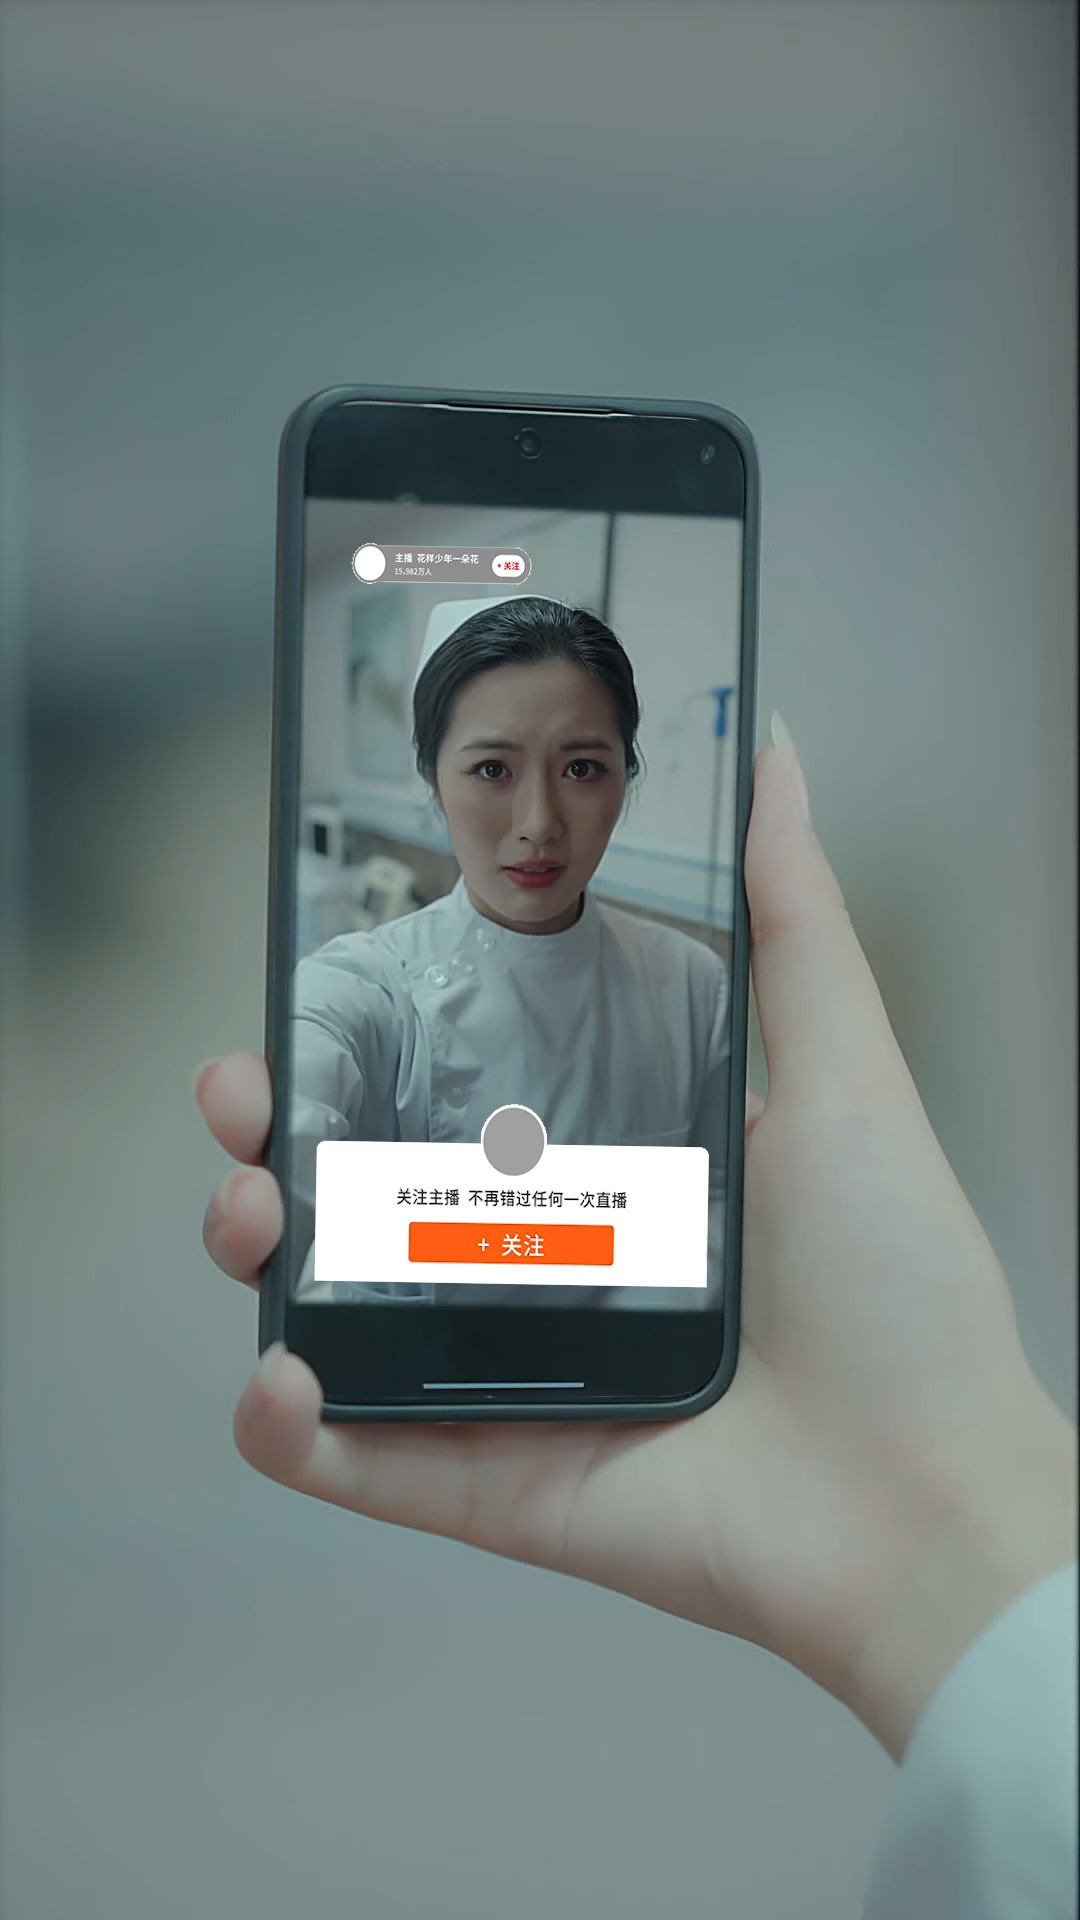 主播 花样少年一朵花
15.982万人
+ 关注
关注主播 不再错过任何一次直播
+ 关注